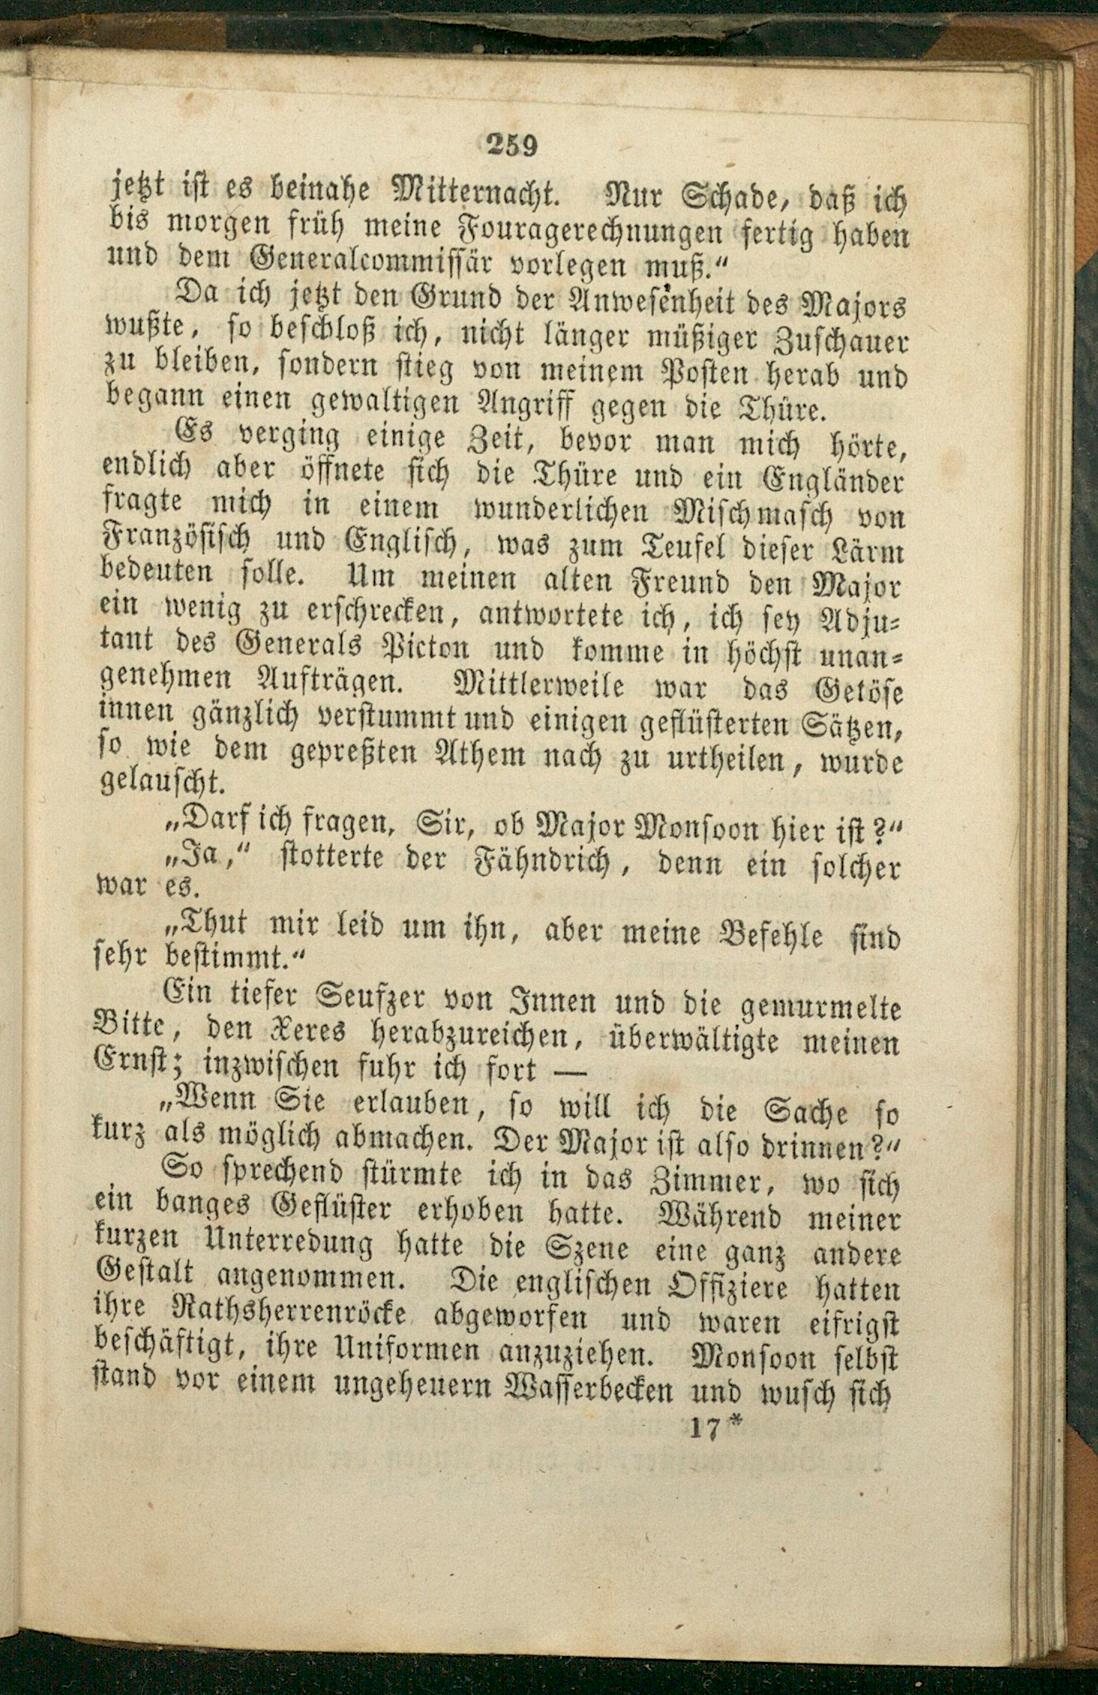 259
jetzt ist es beinahe Mitternacht. Nur Schade, daß ich
bis morgen früh meine Fouragerechnungen fertig haben
und dem Generalcommissär vorlegen muß.“
Da ich jetzt den Grund der Anwesenheit des Majors
wußte, so beschloß ich, nicht länger müßiger Zuschauer
zu bleiben, sondern stieg von meinem Posten herab und
begann einen gewaltigen Angriff gegen die Thüre.
Es verging einige Zeit, bevor man mich hörte,
endlich aber öffnete sich die Thüre und ein Engländer
fragte mich in einem wunderlichen Mischmasch von
Französisch und Englisch, was zum Teufel dieser Lärm
bedeuten solle. Um meinen alten Freund den Major
ein wenig zu erschrecken, antwortete ich, ich sey Adju-
tant des Generals Picton und komme in höchst unan-
genehmen Aufträgen. Mittlerweile war das Getöse
innen gänzlich verstummt und einigen geflüsterten Sätzen,
so wie dem gepreßten Athem nach zu urtheilen, wurde
gelauscht.
„Darf ich fragen, Sir, ob Major Monsoon hier ist?“
„Ja,“ stotterte der Fähndrich, denn ein solcher
war es.
„Thut mir leid um ihn, aber meine Befehle sind
sehr bestimmt.“
Ein tiefer Seufzer von Innen und die gemurmelte
Bitte, den Xeres herabzureichen, überwältigte meinen
Ernst; inzwischen fuhr ich fort —
„Wenn Sie erlauben, so will ich die Sache so
kurz als möglich abmachen. Der Major ist also drinnen?“
So sprechend stürmte ich in das Zimmer, wo sich
ein banges Geflüster erhoben hatte. Während meiner
kurzen Unterredung hatte die Szene eine ganz andere
Gestalt angenommen. Die englischen Offiziere hatten
ihre Rathsherrenröcke abgeworfen und waren eifrigst
beschäftigt, ihre Uniformen anzuziehen. Monsoon selbst
stand vor einem ungeheuern Wasserbecken und wusch sich
17*